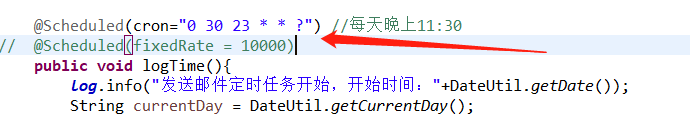 @Scheduled(cron="0 30 23 * * ?") //每天晚上11:30
// @Scheduled(fixedRate = 10000)
public void logTime(){
log.info("发送邮件定时任务开始，开始时间："+DateUtil.getDate());
String currentDay = DateUtil.getCurrentDay();